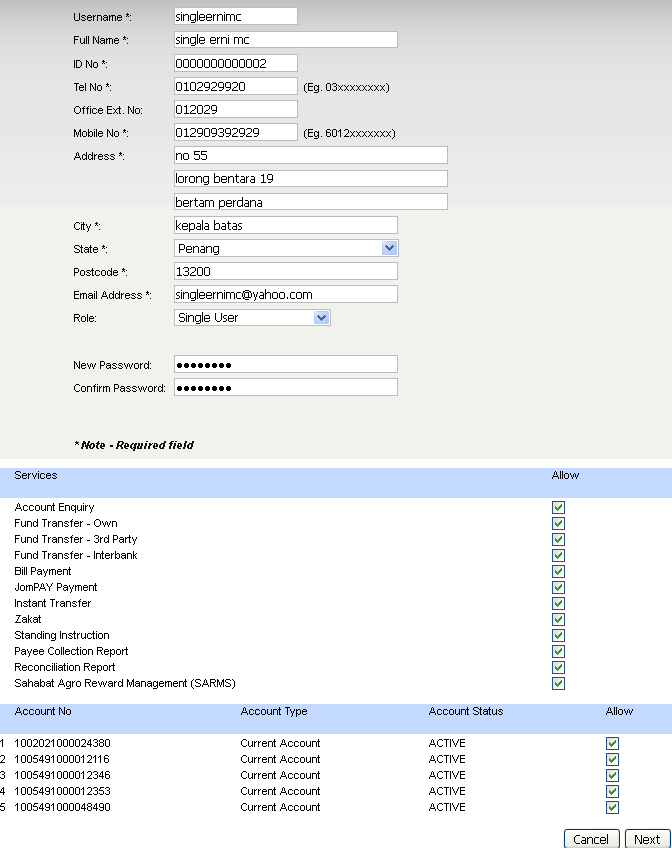 Username *: singleernimc
Full Name *: single erni mc
ID No *: 0000000000002
Tel No *: 0102929920 (Eg. 03xxxxxxxx)
Office Ext. No: 012029
Mobile No *: 012909392929 (Eg. 6012xxxxxxx)
Address *: no 55
lorong bentara 19
bertam perdana
City *: kepala batas
State *: Penang
Postcode *: 13200
Email Address *: singleernimc@yahoo.com
Role: Single User
New Password: ●●●●●●●●
Confirm Password: ●●●●●●●●
* Note - Required field
Services Allow
Account Enquiry
Fund Transfer - Own
Fund Transfer - 3rd Party
Fund Transfer - Interbank
Bill Payment
JomPAY Payment
Instant Transfer
Zakat
Standing Instruction
Payee Collection Report
Reconciliation Report
Sahabat Agro Reward Management (SARMS)
Account No Account Type Account Status Allow
1 1002021000024380 Current Account ACTIVE
2 1005491000012116 Current Account ACTIVE
3 1005491000012346 Current Account ACTIVE
4 1005491000012353 Current Account ACTIVE
5 1005491000048490 Current Account ACTIVE
Cancel Next